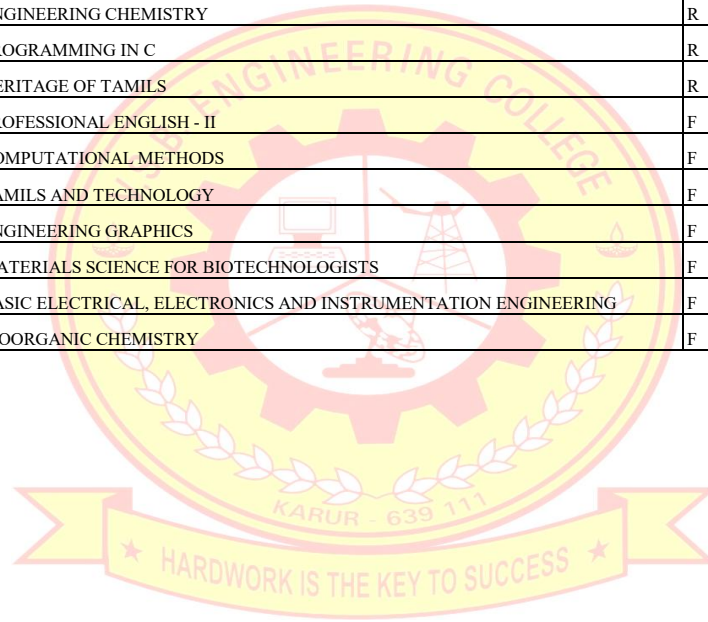 NGINEERING CHEMISTRY R
ROGRAMMING IN C R
ERITAGE OF TAMILS R
ROFESSIONAL ENGLISH - II F
OMPUTATIONAL METHODS F
AMILS AND TECHNOLOGY F
NGINEERING GRAPHICS F
ATERIALS SCIENCE FOR BIOTECHNOLOGISTS F
ASIC ELECTRICAL, ELECTRONICS AND INSTRUMENTATION ENGINEERING F
OORGANIC CHEMISTRY F
V.S.B. ENGINEERING COLLEGE
KARUR - 639 111
HARDWORK IS THE KEY TO SUCCESS